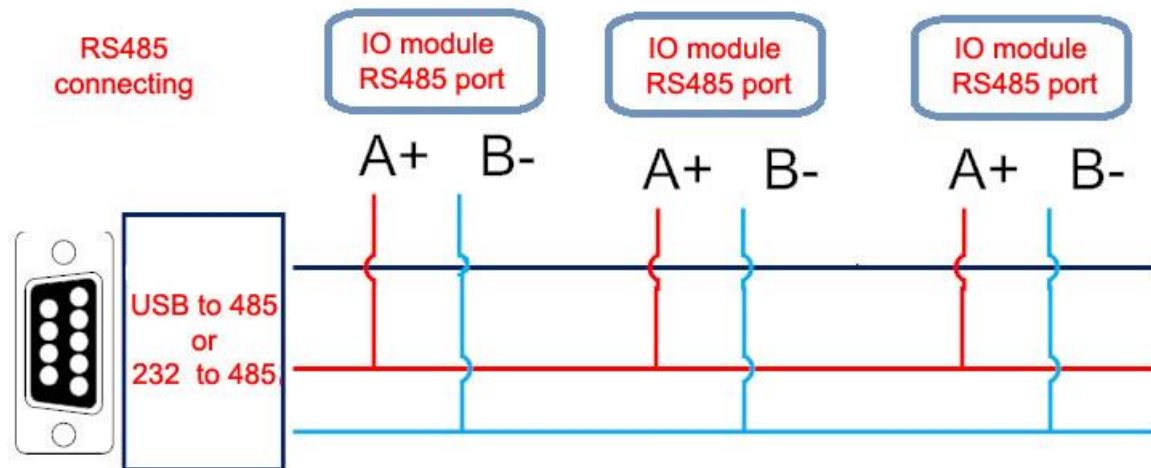 RS485
connecting
IO module
RS485 port
IO module
RS485 port
IO module
RS485 port
A+ B-
A+ B-
A+ B-
USB to 485
or
232 to 485